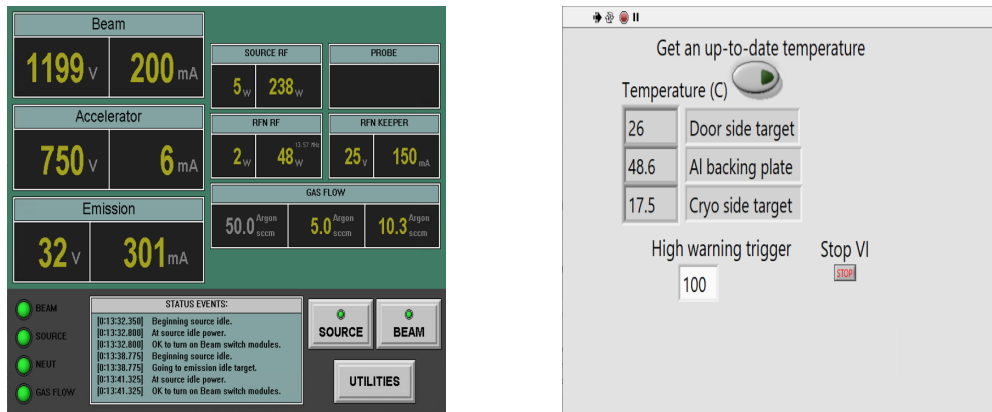 Beam
1199 V 200 mA
Accelerator
750 V 6 mA
Emission
32 V 301 mA
SOURCE RF
5 W 238 W
PROBE
RFN RF
2 W 48 W 13.57 MHz
RFN KEEPER
25 V 150 mA
GAS FLOW
50.0 Argon sccm 5.0 Argon sccm 10.3 Argon sccm
BEAM
SOURCE
NEUT
GAS FLOW
STATUS EVENTS:
[0:13:32.350] Beginning source idle.
[0:13:32.800] At source idle power.
[0:13:32.800] OK to turn on Beam switch modules.
[0:13:38.775] Beginning source idle.
[0:13:38.775] Going to emission idle target.
[0:13:41.325] At source idle power.
[0:13:41.325] OK to turn on Beam switch modules.
SOURCE
BEAM
UTILITIES
Get an up-to-date temperature
Temperature (C)
26 Door side target
48.6 Al backing plate
17.5 Cryo side target
High warning trigger
100
Stop VI
STOP